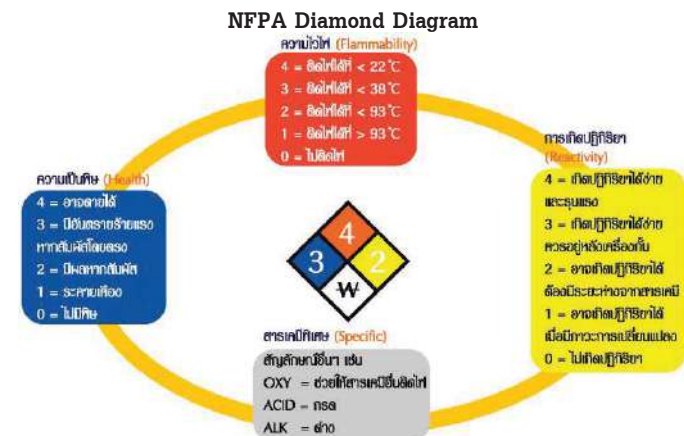 NFPA Diamond Diagram
ความไวไฟ (Flammability)
4 = ติดไฟได้ที่ < 22°C
3 = ติดไฟได้ที่ < 38°C
2 = ติดไฟได้ที่ < 93°C
1 = ติดไฟได้ที่ > 93°C
0 = ไม่ติดไฟ
ความเป็นพิษ (Health)
4 = อาจตายได้
3 = มีอันตรายร้ายแรง
หากสัมผัสโดยตรง
2 = มีผลหากสัมผัส
1 = ระคายเคือง
0 = ไม่มีพิษ
4
3
2
W
การเกิดปฏิกิริยา
(Reactivity)
4 = เกิดปฏิกิริยาได้ง่าย
และรุนแรง
3 = เกิดปฏิกิริยาได้ง่าย
ควรอยู่หลังเครื่องกั้น
2 = อาจเกิดปฏิกิริยาได้
ต้องมีระยะห่างจากสารเคมี
1 = อาจเกิดปฏิกิริยาได้
เมื่อมีภาวะการเปลี่ยนแปลง
0 = ไม่เกิดปฏิกิริยา
สารเคมีพิเศษ (Specific)
สัญลักษณ์อื่นๆ เช่น
OXY = ช่วยให้สารเคมีอื่นติดไฟ
ACID = กรด
ALK = ด่าง